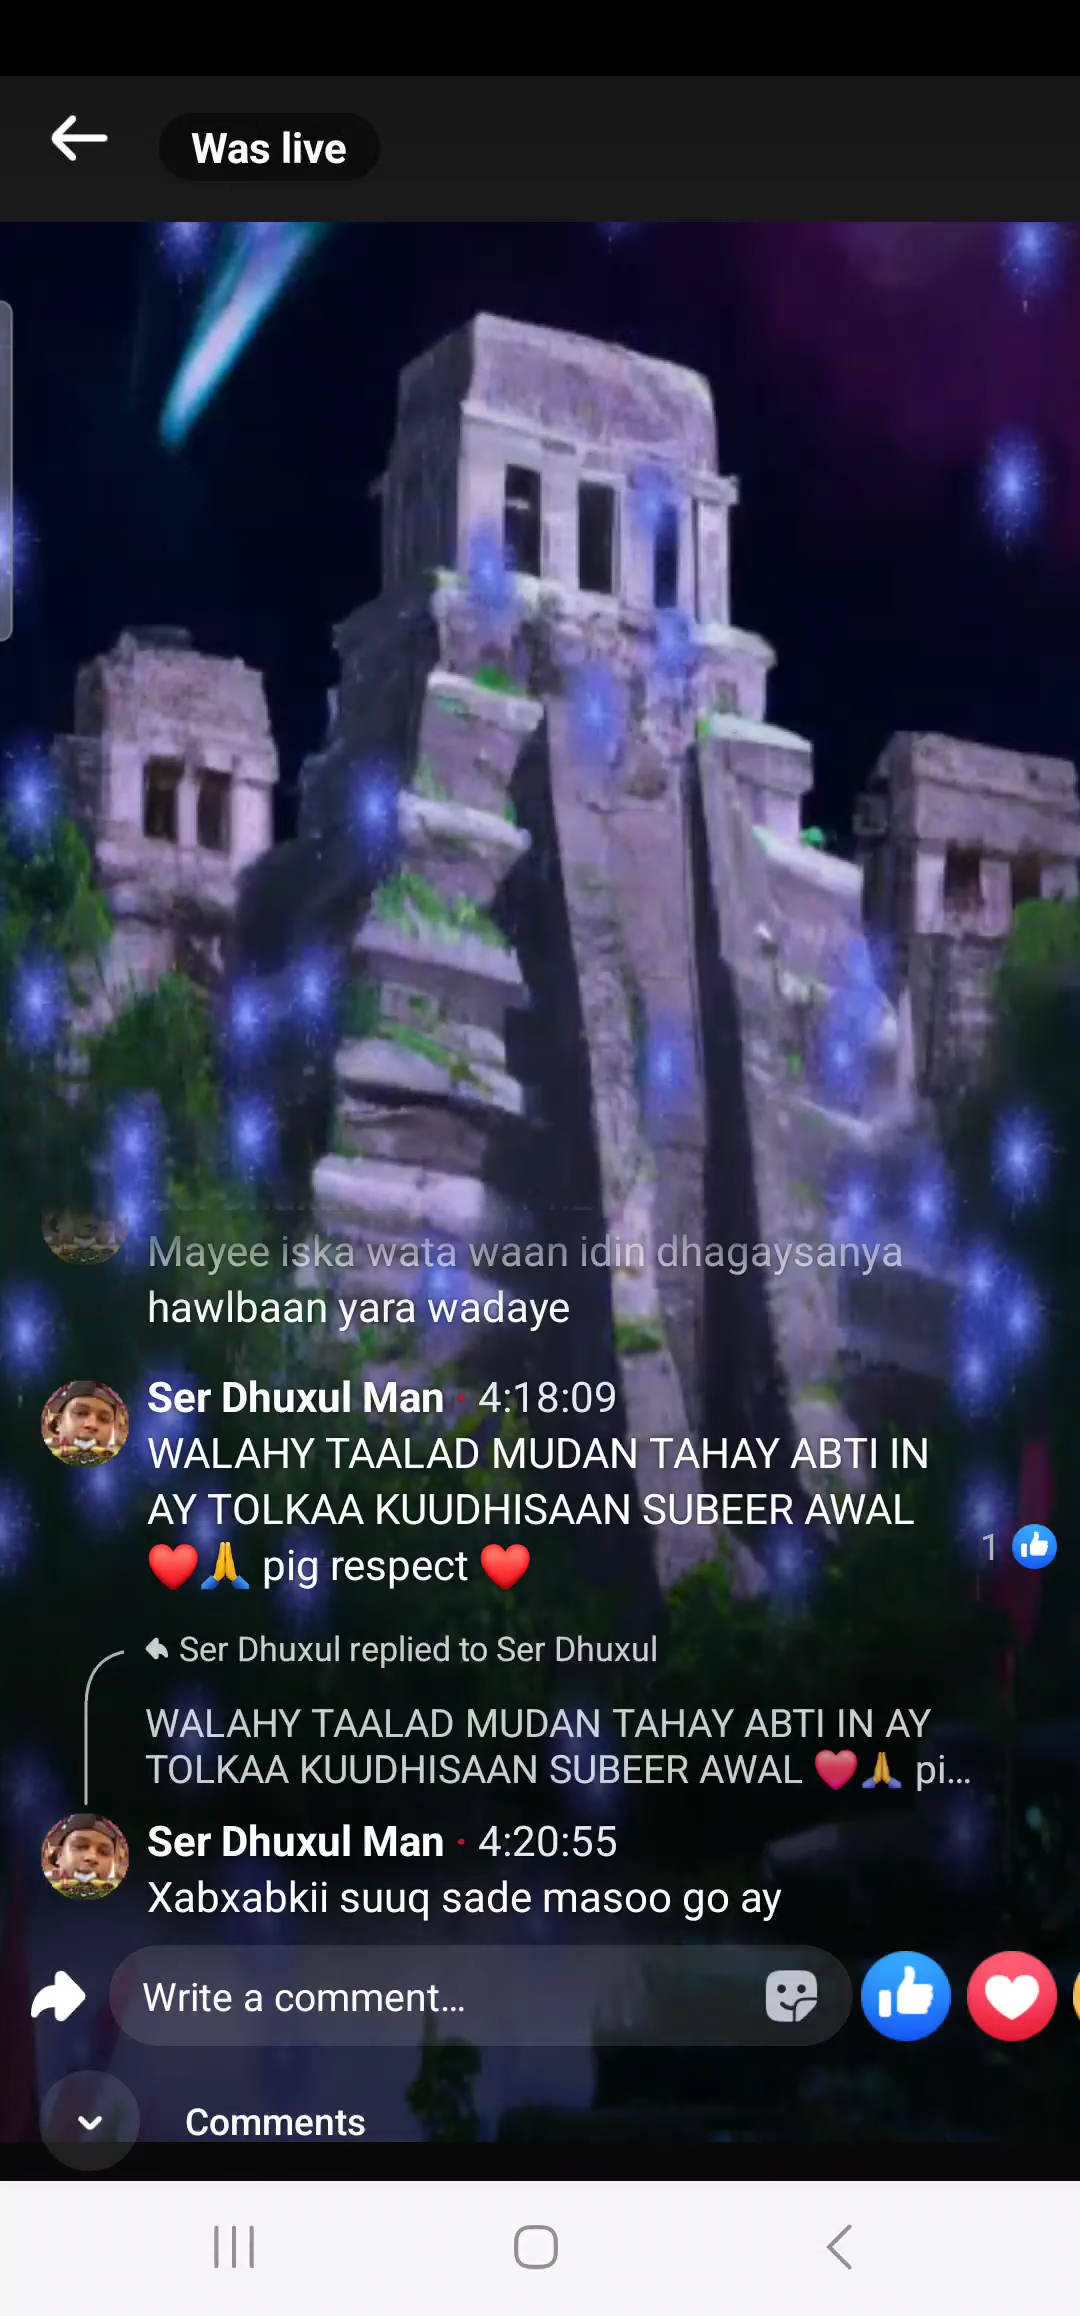 Was live
Mayee iska wata waan idin dhagaysanya
hawlbaan yara wadaye
Ser Dhuxul Man · 4:18:09
WALAHY TAALAD MUDAN TAHAY ABTI IN
AY TOLKAA KUUDHISAAN SUBEER AWAL
❤️🙏 pig respect ❤️
1
Ser Dhuxul replied to Ser Dhuxul
WALAHY TAALAD MUDAN TAHAY ABTI IN AY
TOLKAA KUUDHISAAN SUBEER AWAL ❤️🙏 pi...
Ser Dhuxul Man · 4:20:55
Xabxabkii suuq sade masoo go ay
Write a comment...
Comments